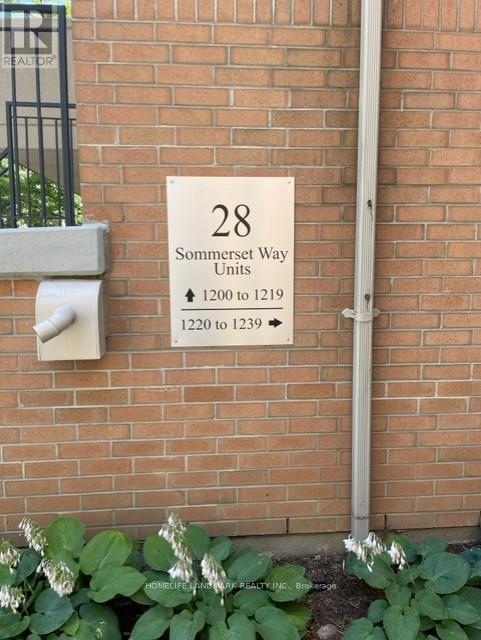 R
REALTOR®
28
Sommerset Way
Units
↑ 1200 to 1219
1220 to 1239 →
HOMELIFE LANDMARK REALTY INC., Brokerage